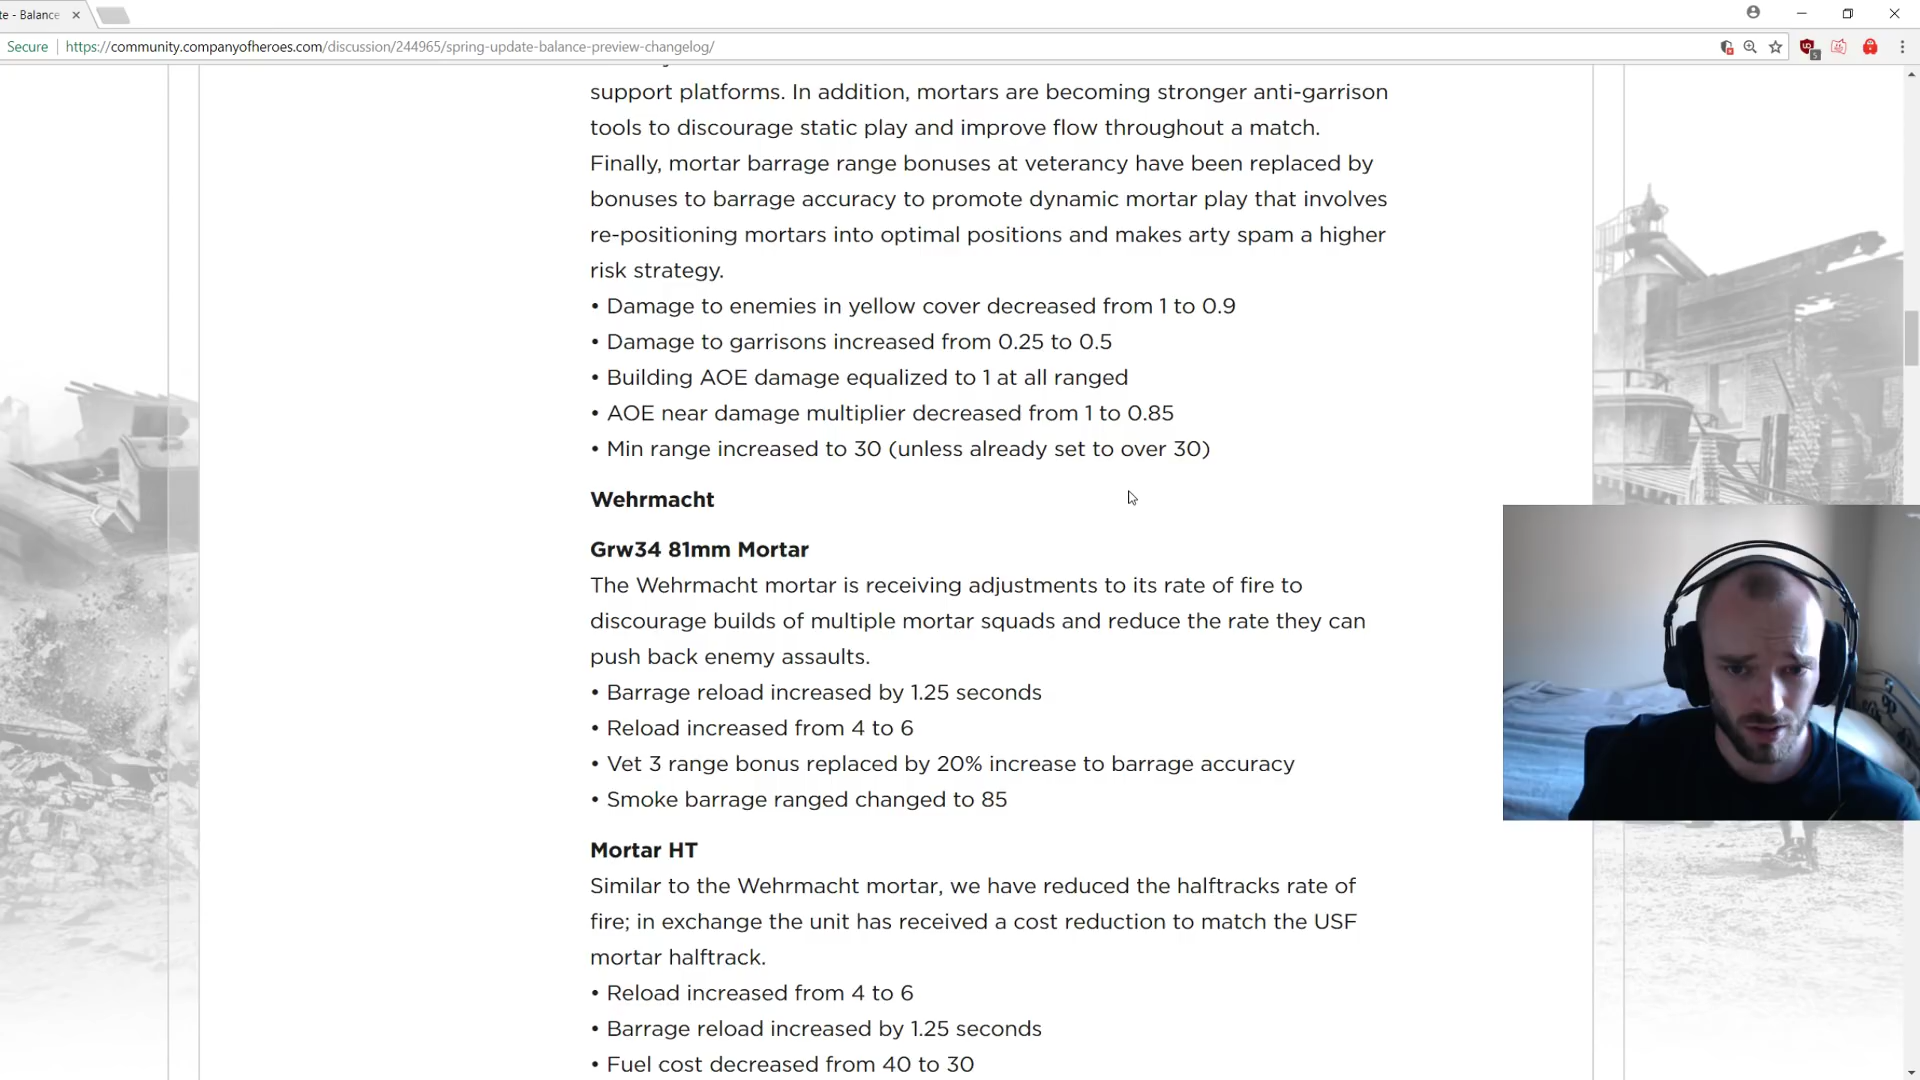 te - Balance
Secure
https://community.companyofheroes.com/discussion/244965/spring-update-balance-preview-changelog/
support platforms. In addition, mortars are becoming stronger anti-garrison
tools to discourage static play and improve flow throughout a match.
Finally, mortar barrage range bonuses at veterancy have been replaced by
bonuses to barrage accuracy to promote dynamic mortar play that involves
re-positioning mortars into optimal positions and makes arty spam a higher
risk strategy.
• Damage to enemies in yellow cover decreased from 1 to 0.9
• Damage to garrisons increased from 0.25 to 0.5
• Building AOE damage equalized to 1 at all ranged
• AOE near damage multiplier decreased from 1 to 0.85
• Min range increased to 30 (unless already set to over 30)
Wehrmacht
Grw34 81mm Mortar
The Wehrmacht mortar is receiving adjustments to its rate of fire to
discourage builds of multiple mortar squads and reduce the rate they can
push back enemy assaults.
• Barrage reload increased by 1.25 seconds
• Reload increased from 4 to 6
• Vet 3 range bonus replaced by 20% increase to barrage accuracy
• Smoke barrage ranged changed to 85
Mortar HT
Similar to the Wehrmacht mortar, we have reduced the halftracks rate of
fire; in exchange the unit has received a cost reduction to match the USF
mortar halftrack.
• Reload increased from 4 to 6
• Barrage reload increased by 1.25 seconds
• Fuel cost decreased from 40 to 30